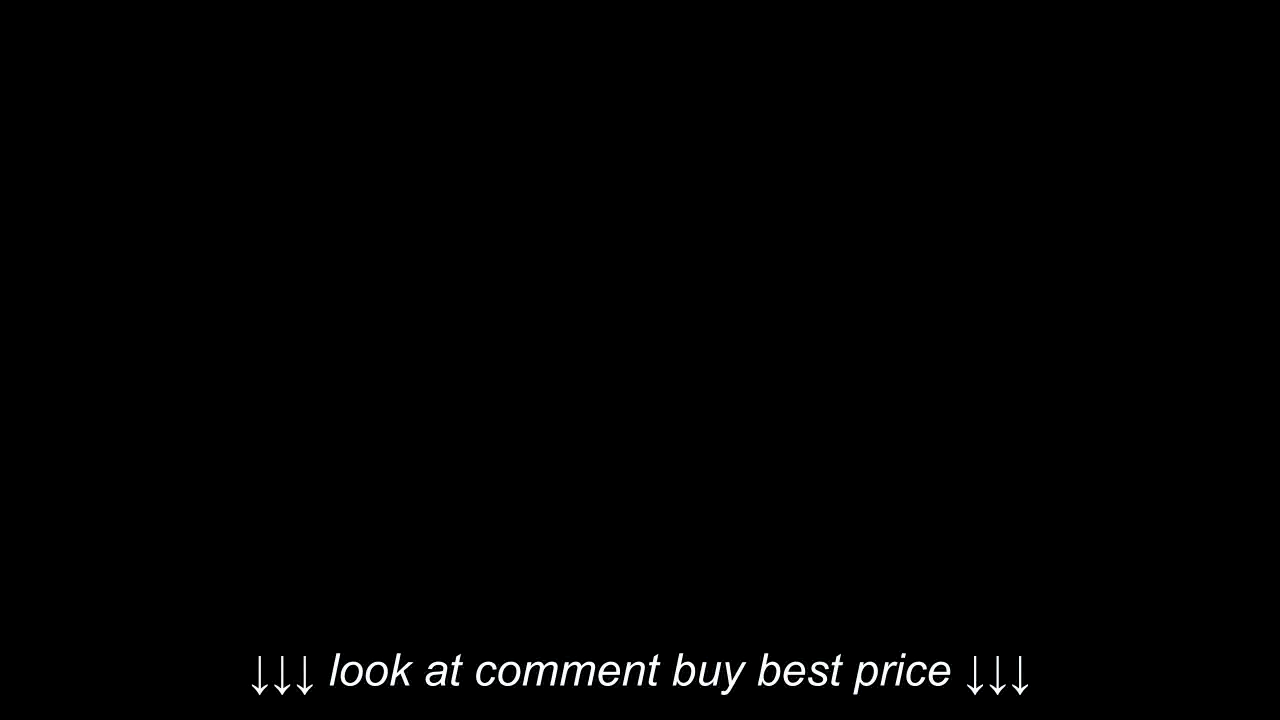 ↓↓↓ look at comment buy best price ↓↓↓